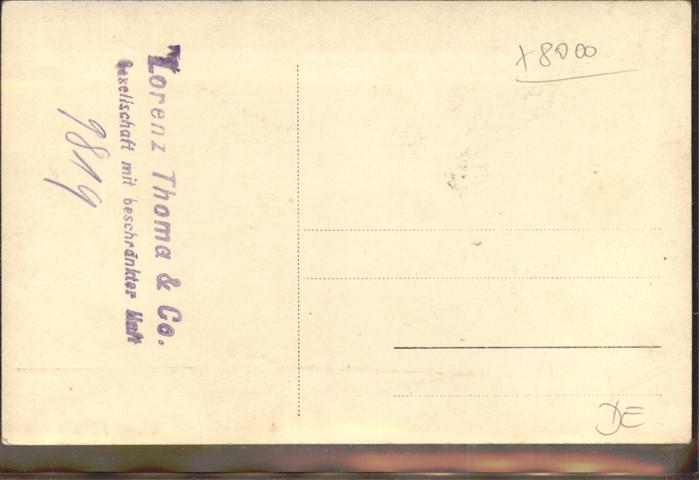 Lorenz Thoma & Co.
Gesellschaft mit beschränkter Haft
9819
x8000
DE